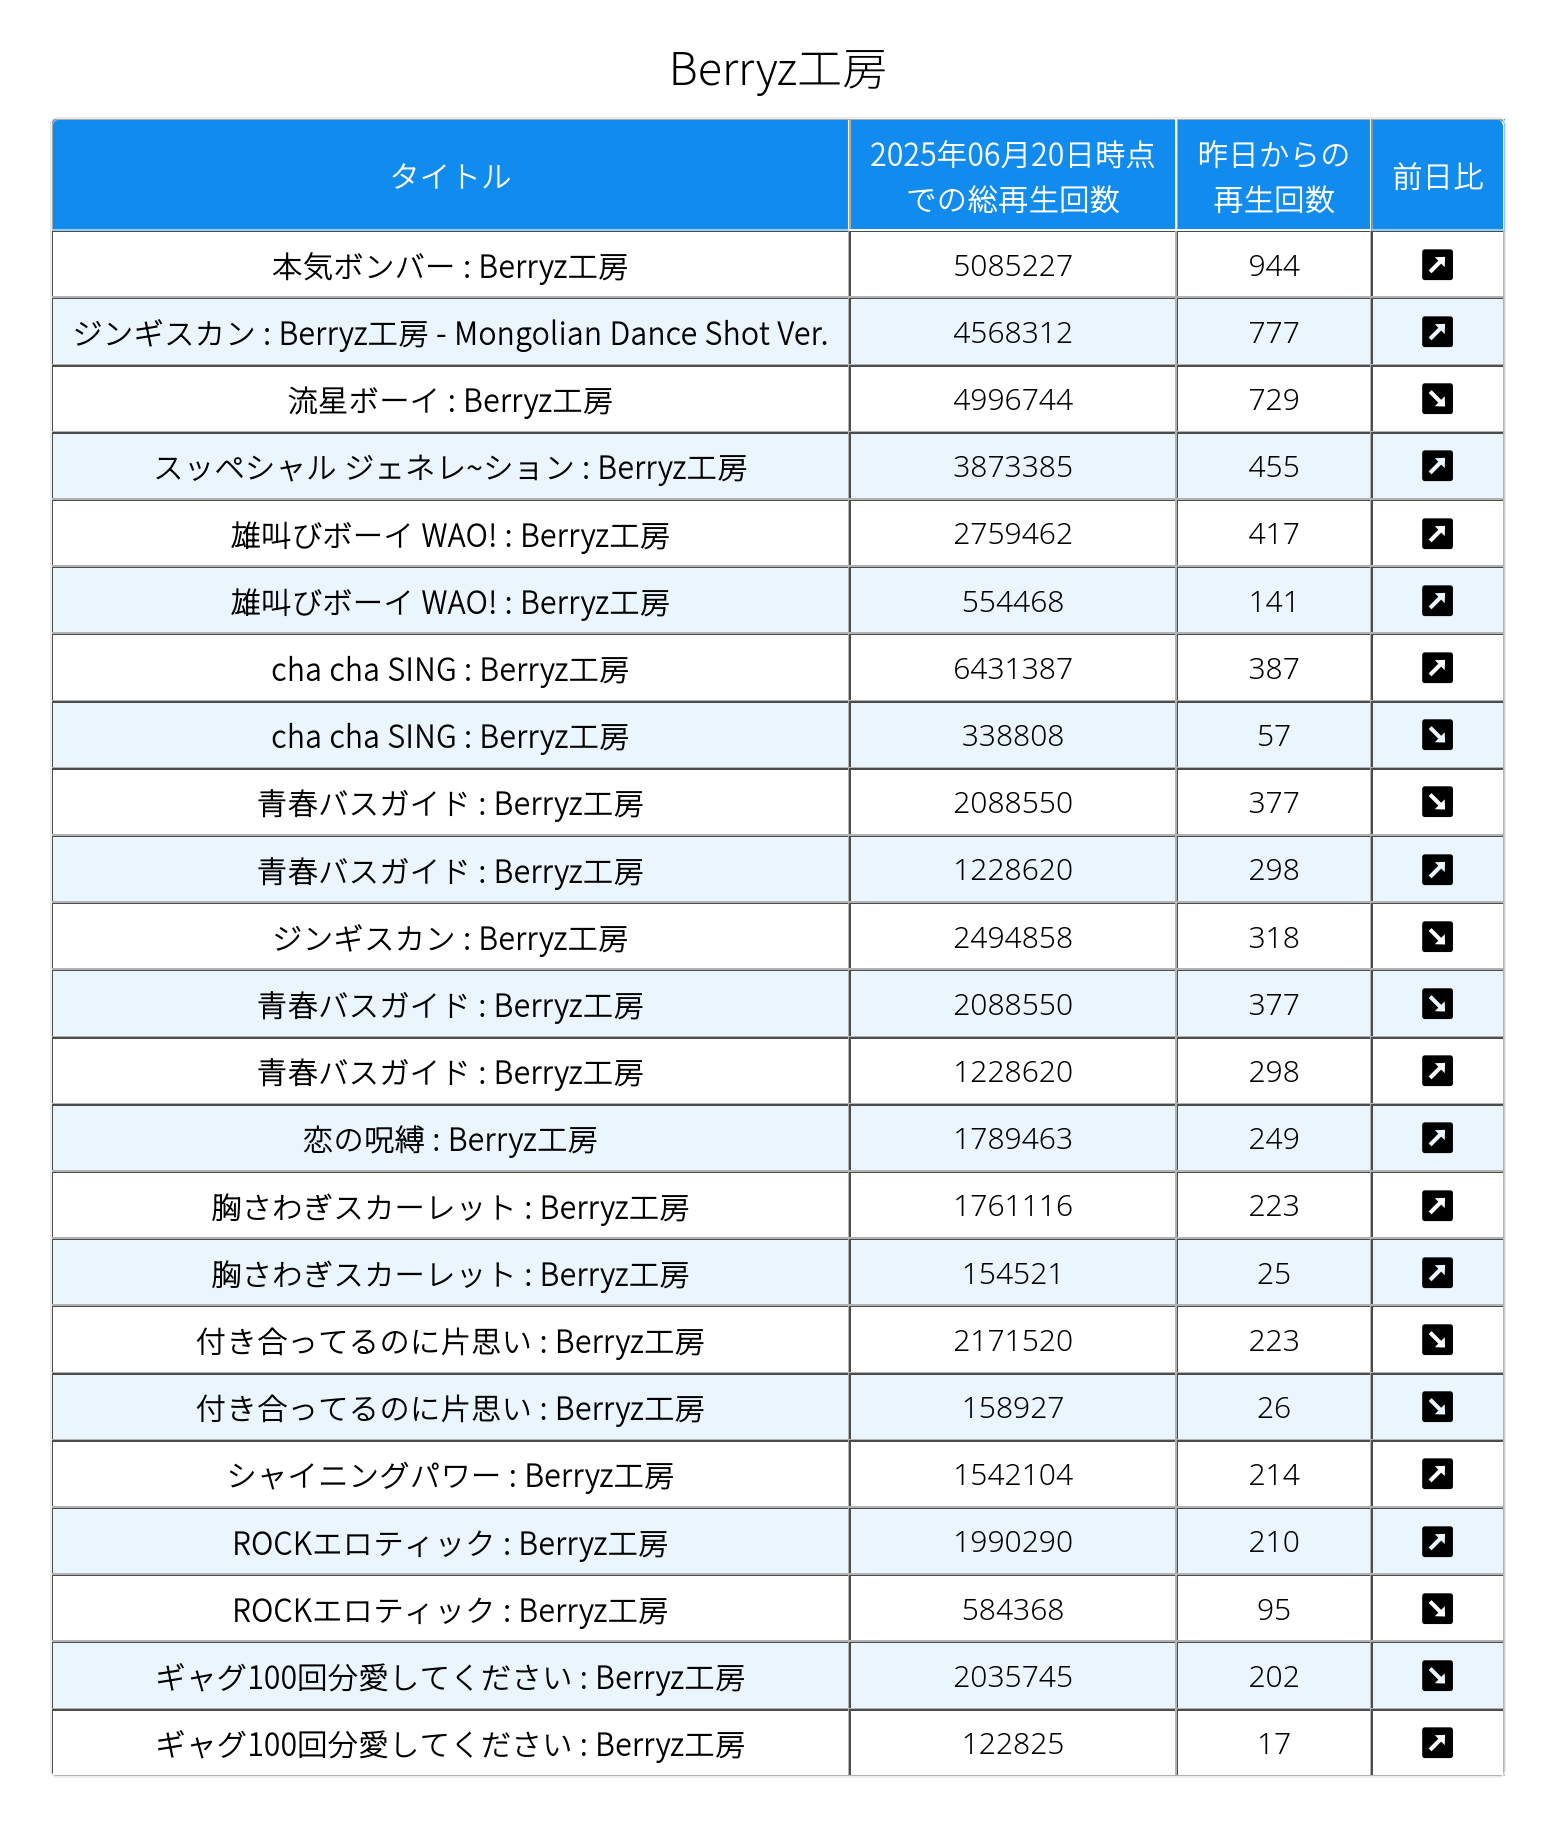 Berryz工房
タイトル 2025年06月20日時点での総再生回数 昨日からの再生回数 前日比
本気ボンバー : Berryz工房 5085227 944 ↗
ジンギスカン : Berryz工房 - Mongolian Dance Shot Ver. 4568312 777 ↗
流星ボーイ : Berryz工房 4996744 729 ↘
スッペシャル ジェネレ~ション : Berryz工房 3873385 455 ↗
雄叫びボーイ WAO! : Berryz工房 2759462 417 ↗
雄叫びボーイ WAO! : Berryz工房 554468 141 ↗
cha cha SING : Berryz工房 6431387 387 ↗
cha cha SING : Berryz工房 338808 57 ↘
青春バスガイド : Berryz工房 2088550 377 ↘
青春バスガイド : Berryz工房 1228620 298 ↗
ジンギスカン : Berryz工房 2494858 318 ↘
青春バスガイド : Berryz工房 2088550 377 ↘
青春バスガイド : Berryz工房 1228620 298 ↗
恋の呪縛 : Berryz工房 1789463 249 ↗
胸さわぎスカーレット : Berryz工房 1761116 223 ↗
胸さわぎスカーレット : Berryz工房 154521 25 ↗
付き合ってるのに片思い : Berryz工房 2171520 223 ↘
付き合ってるのに片思い : Berryz工房 158927 26 ↘
シャイニングパワー : Berryz工房 1542104 214 ↗
ROCKエロティック : Berryz工房 1990290 210 ↗
ROCKエロティック : Berryz工房 584368 95 ↘
ギャグ100回分愛してください : Berryz工房 2035745 202 ↘
ギャグ100回分愛してください : Berryz工房 122825 17 ↗